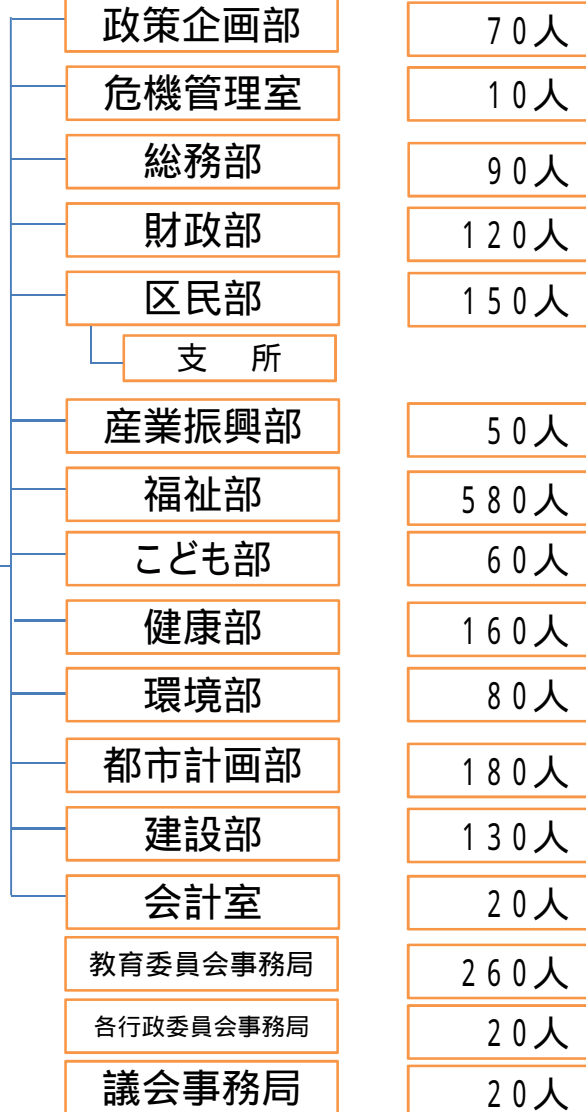 政策企画部 70人
危機管理室 10人
総務部 90人
財政部 120人
区民部 150人
支 所
産業振興部 50人
福祉部 580人
こども部 60人
健康部 160人
環境部 80人
都市計画部 180人
建設部 130人
会計室 20人
教育委員会事務局 260人
各行政委員会事務局 20人
議会事務局 20人